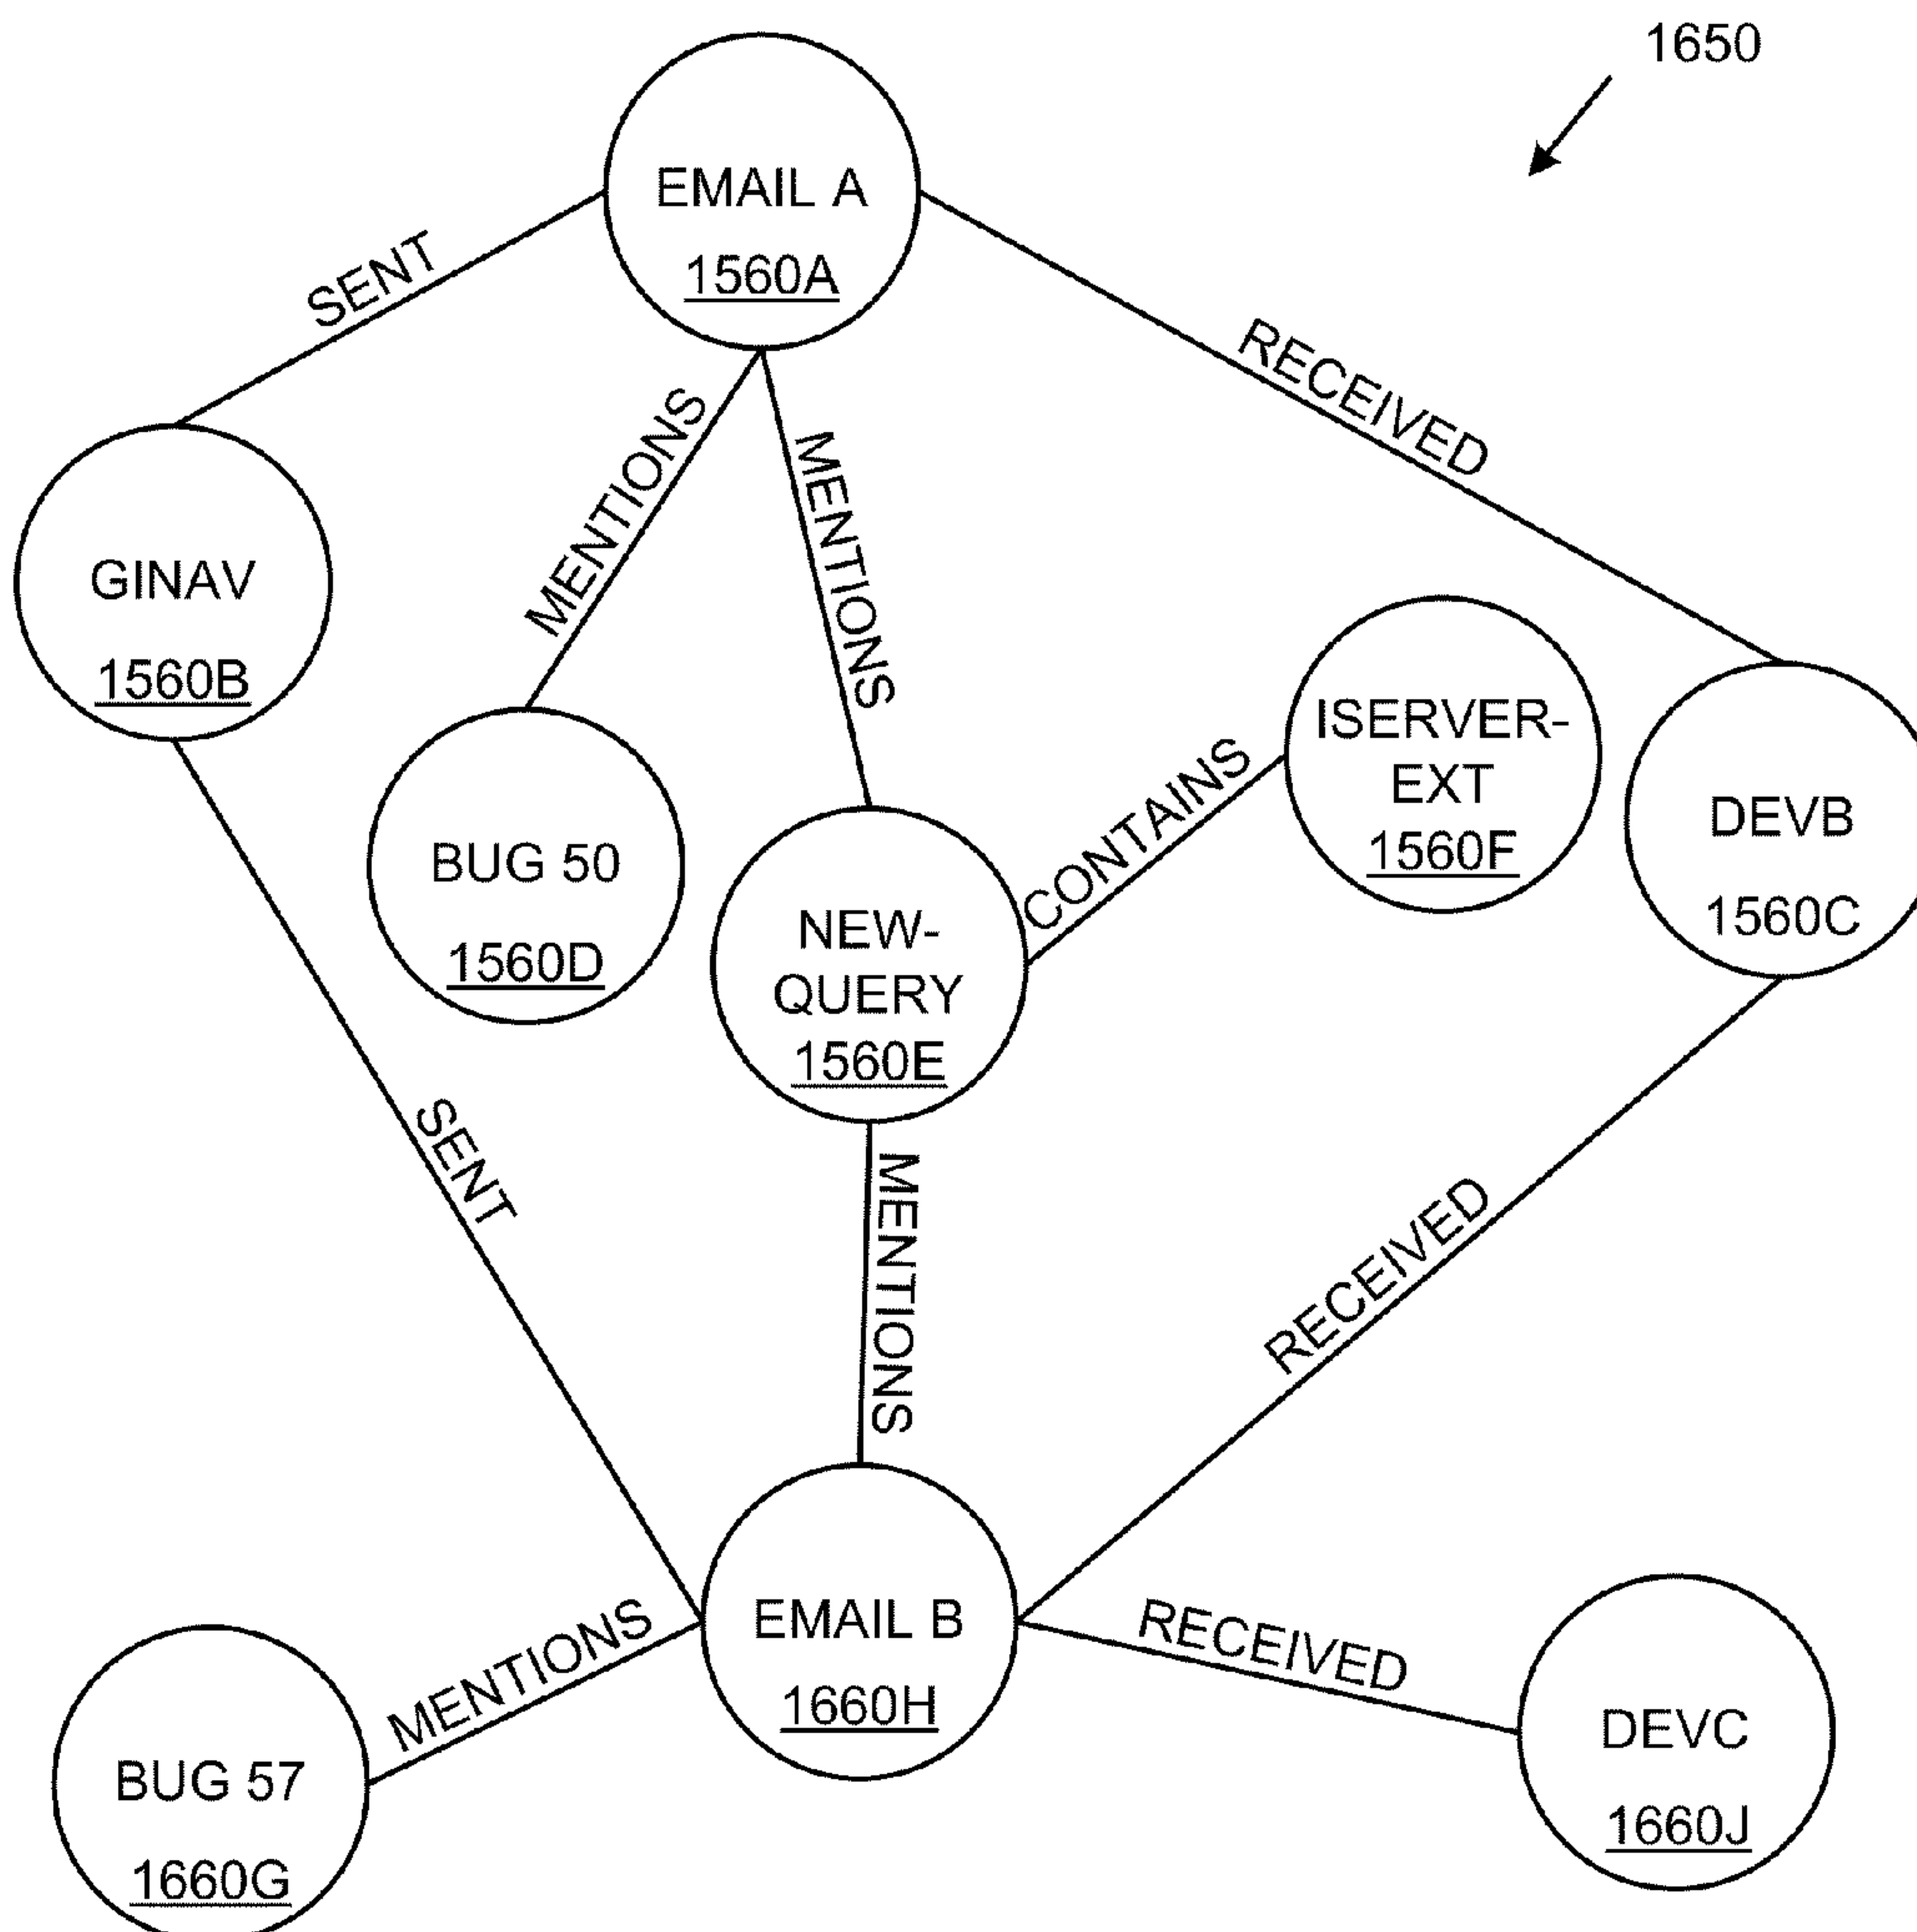 1650
EMAIL A
1560A
SENT
RECEIVED
MENTIONS
MENTIONS
GINAV
1560B
ISERVER-
EXT
1560F
DEVB
1560C
BUG 50
1560D
CONTAINS
NEW-
QUERY
1560E
SENT
MENTIONS
RECEIVED
EMAIL B
1660H
MENTIONS
RECEIVED
BUG 57
1660G
DEVC
1660J